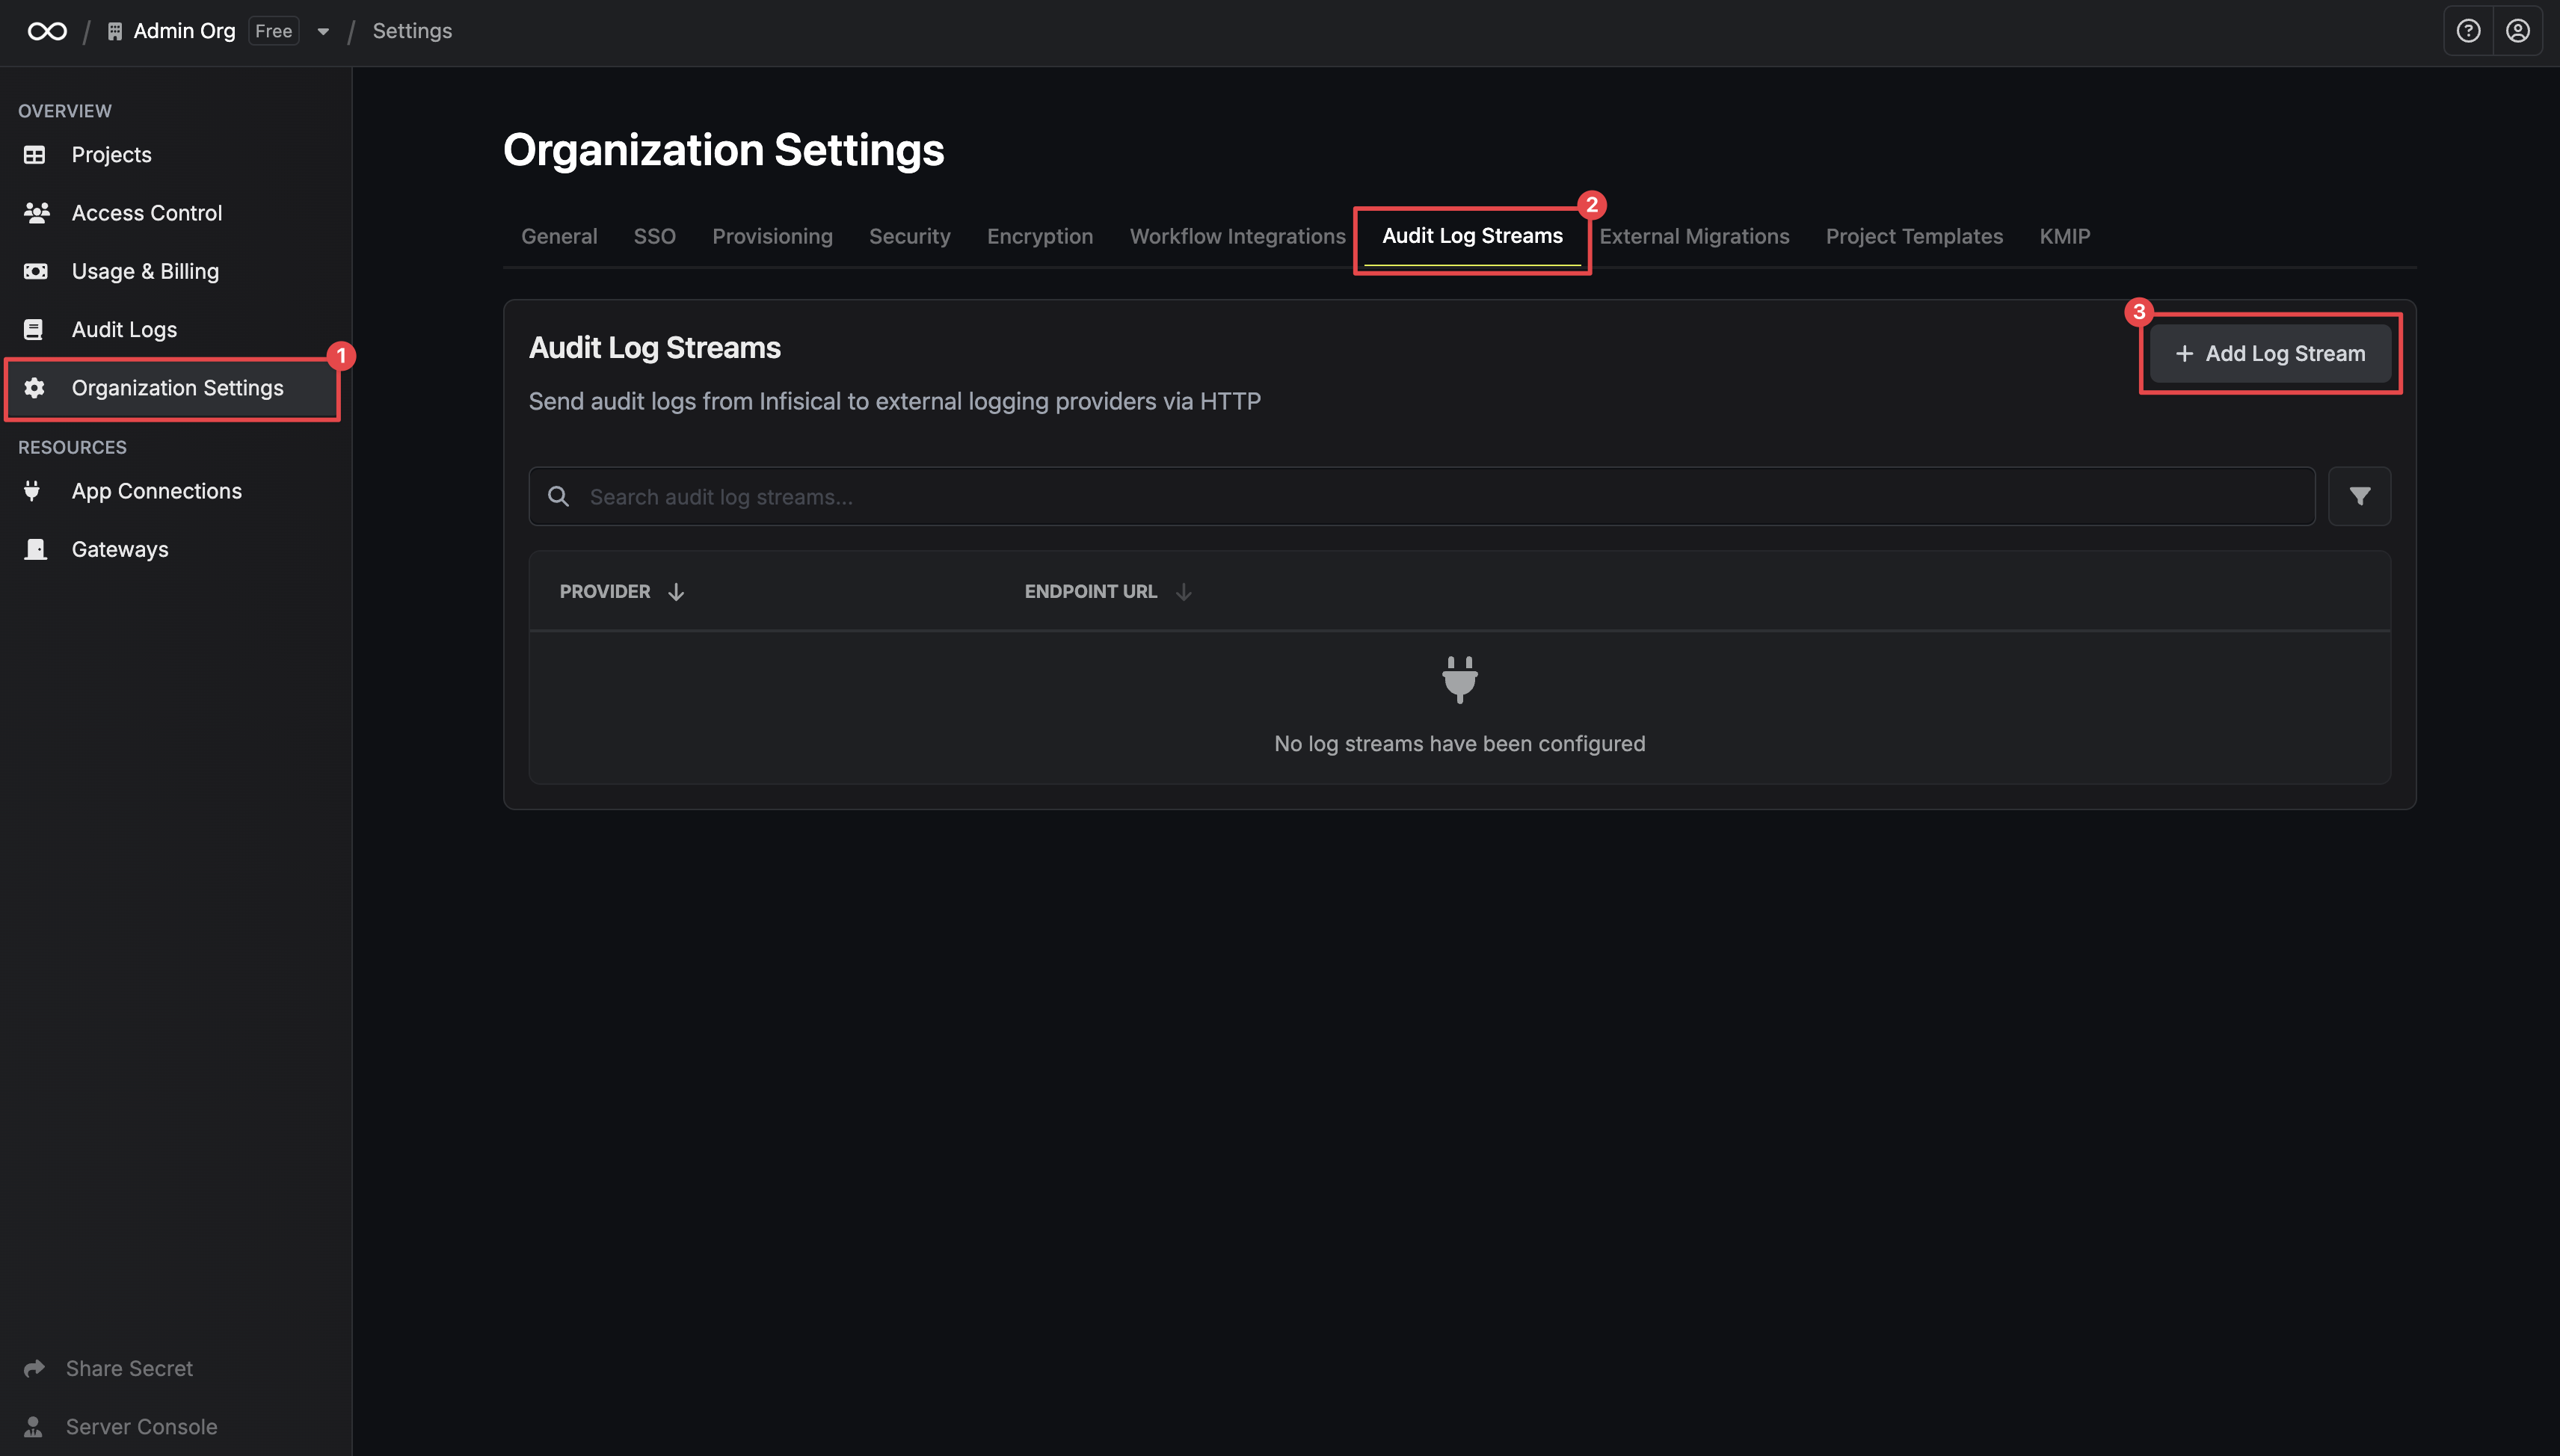 Admin Org Free / Settings
OVERVIEW
Projects
Access Control
Usage & Billing
Audit Logs
Organization Settings
1
RESOURCES
App Connections
Gateways
Share Secret
Server Console
Organization Settings
General SSO Provisioning Security Encryption Workflow Integrations Audit Log Streams External Migrations Project Templates KMIP
2
Audit Log Streams
3
+ Add Log Stream
Send audit logs from Infisical to external logging providers via HTTP
Search audit log streams...
PROVIDER ENDPOINT URL
No log streams have been configured